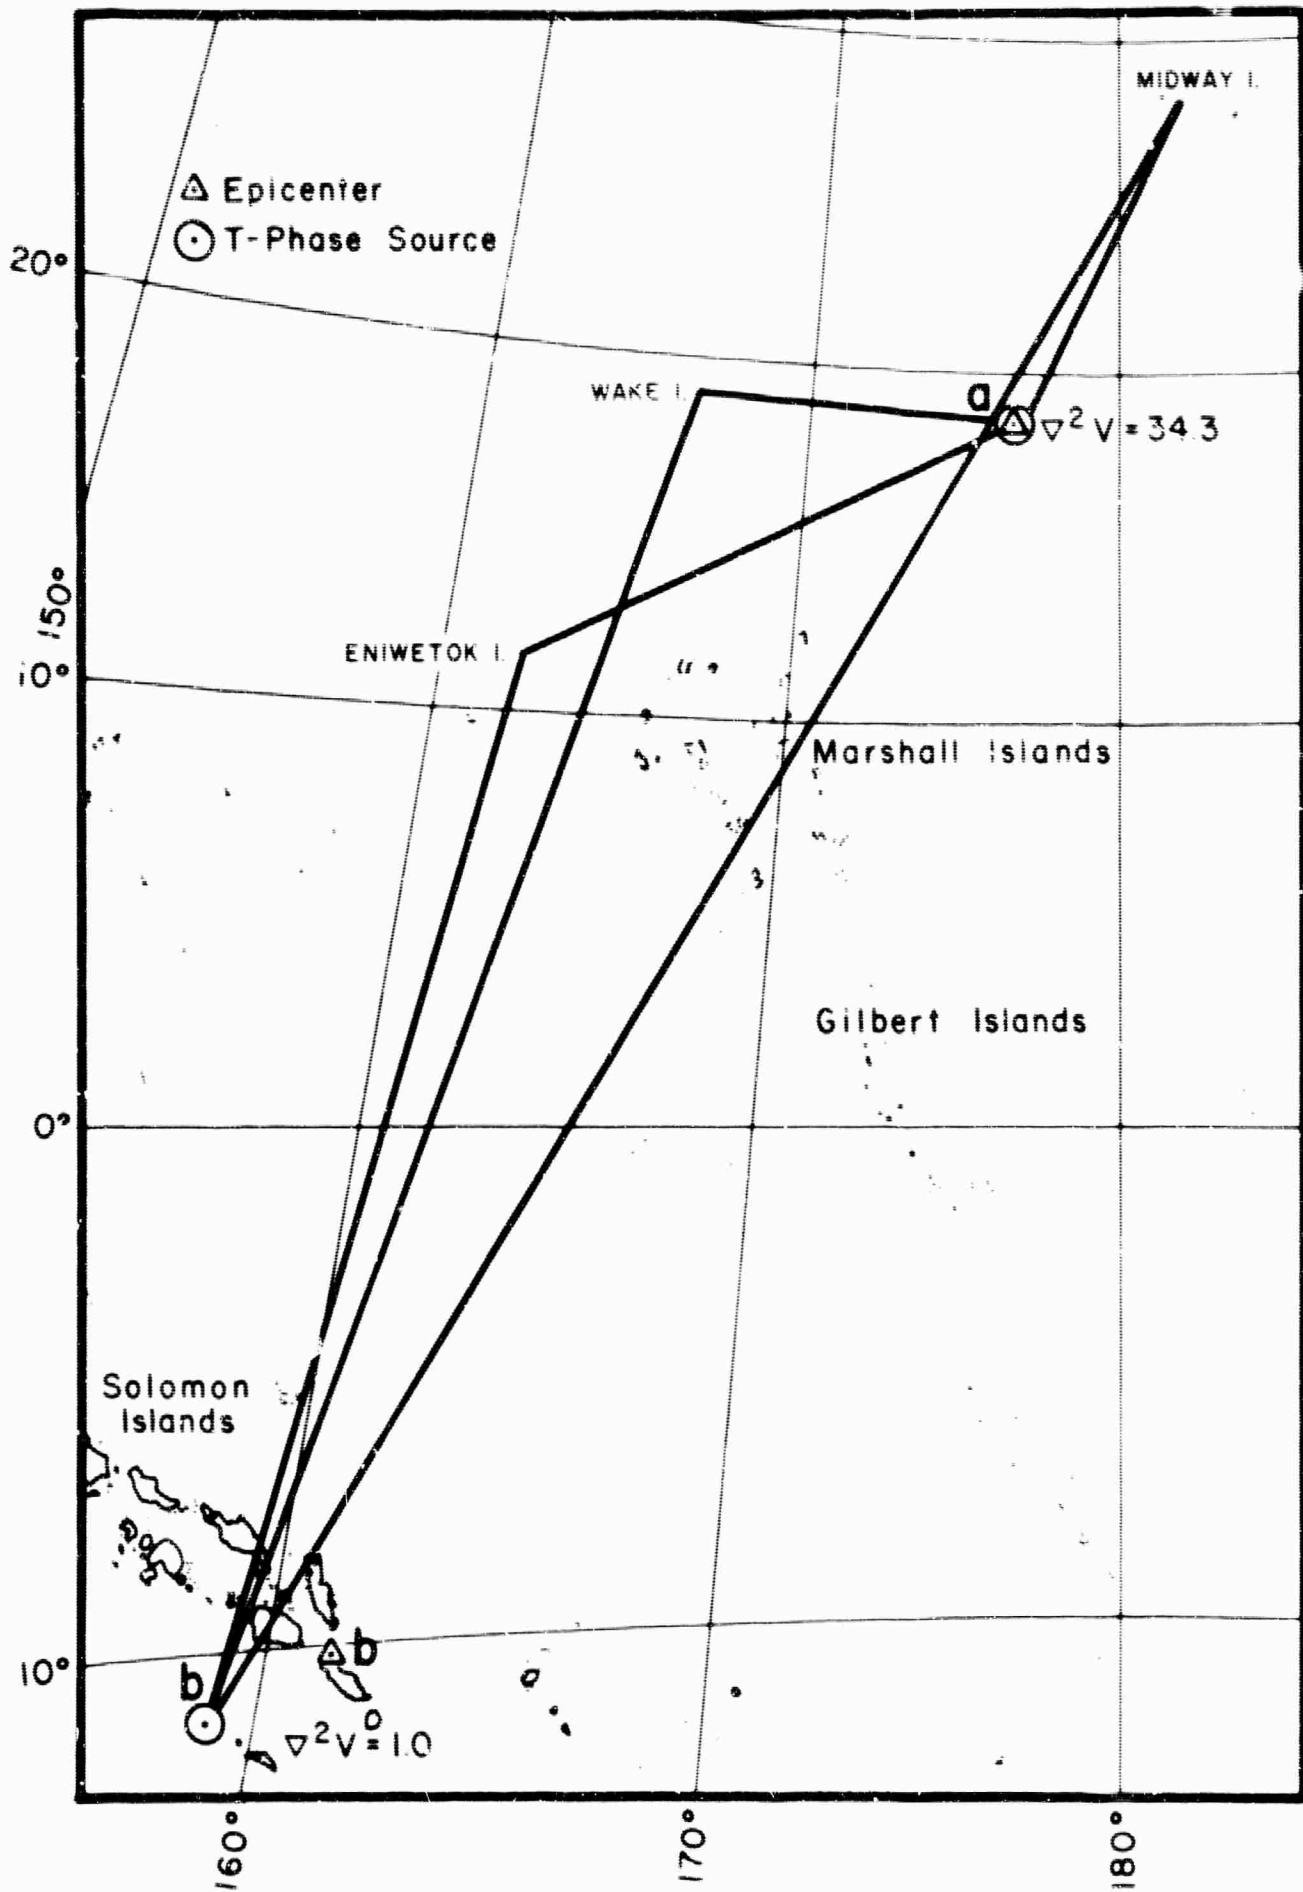 MIDWAY I.
Epicenter
T-Phase Source
20°
WAKE I.
a
∇²V=34.3
150°
ENIWETOK I.
10°
Marshall Islands
Gilbert Islands
0°
Solomon
Islands
b
10°
b
∇²V=1.0
160°
170°
180°